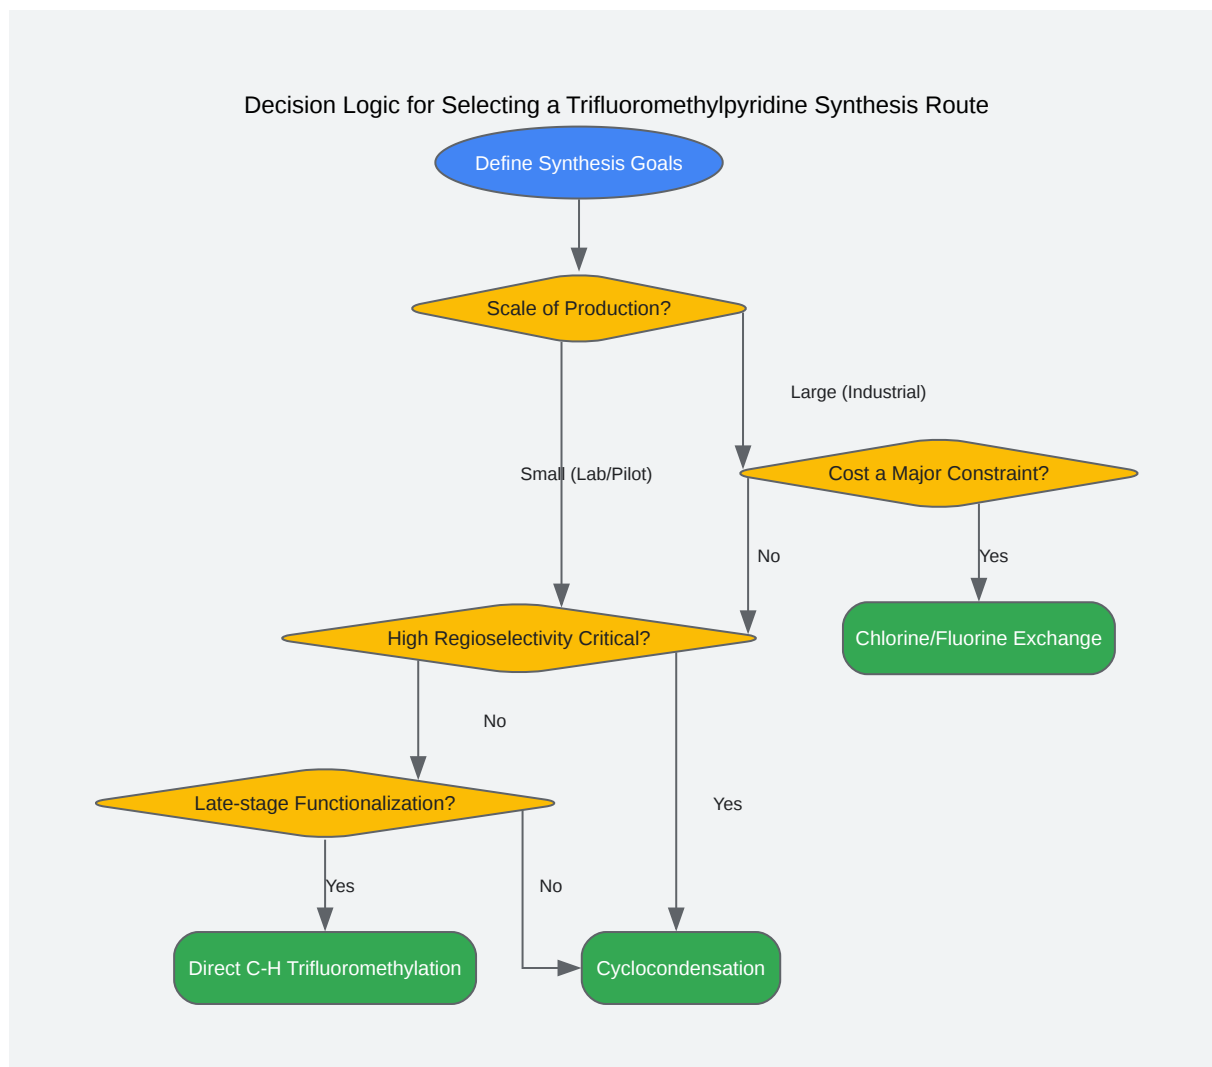 Decision Logic for Selecting a Trifluoromethylpyridine Synthesis Route
Define Synthesis Goals
Scale of Production?
Large (Industrial)
Small (Lab/Pilot)
Cost a Major Constraint?
No
Yes
High Regioselectivity Critical?
Chlorine/Fluorine Exchange
No
Late-stage Functionalization?
Yes
Yes
No
Direct C-H Trifluoromethylation
Cyclocondensation